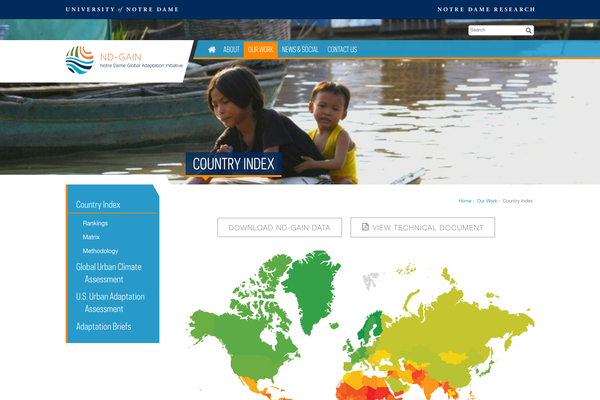 UNIVERSITY of NOTRE DAME
NOTRE DAME RESEARCH
Search
ND-GAIN
Notre Dame Global Adaptation Initiative
ABOUT
OUR WORK
NEWS & SOCIAL
CONTACT US
COUNTRY INDEX
Home › Our Work › Country Index
Country Index
Rankings
Matrix
Methodology
Global Urban Climate
Assessment
U.S. Urban Adaptation
Assessment
Adaptation Briefs
DOWNLOAD ND-GAIN DATA
VIEW TECHNICAL DOCUMENT